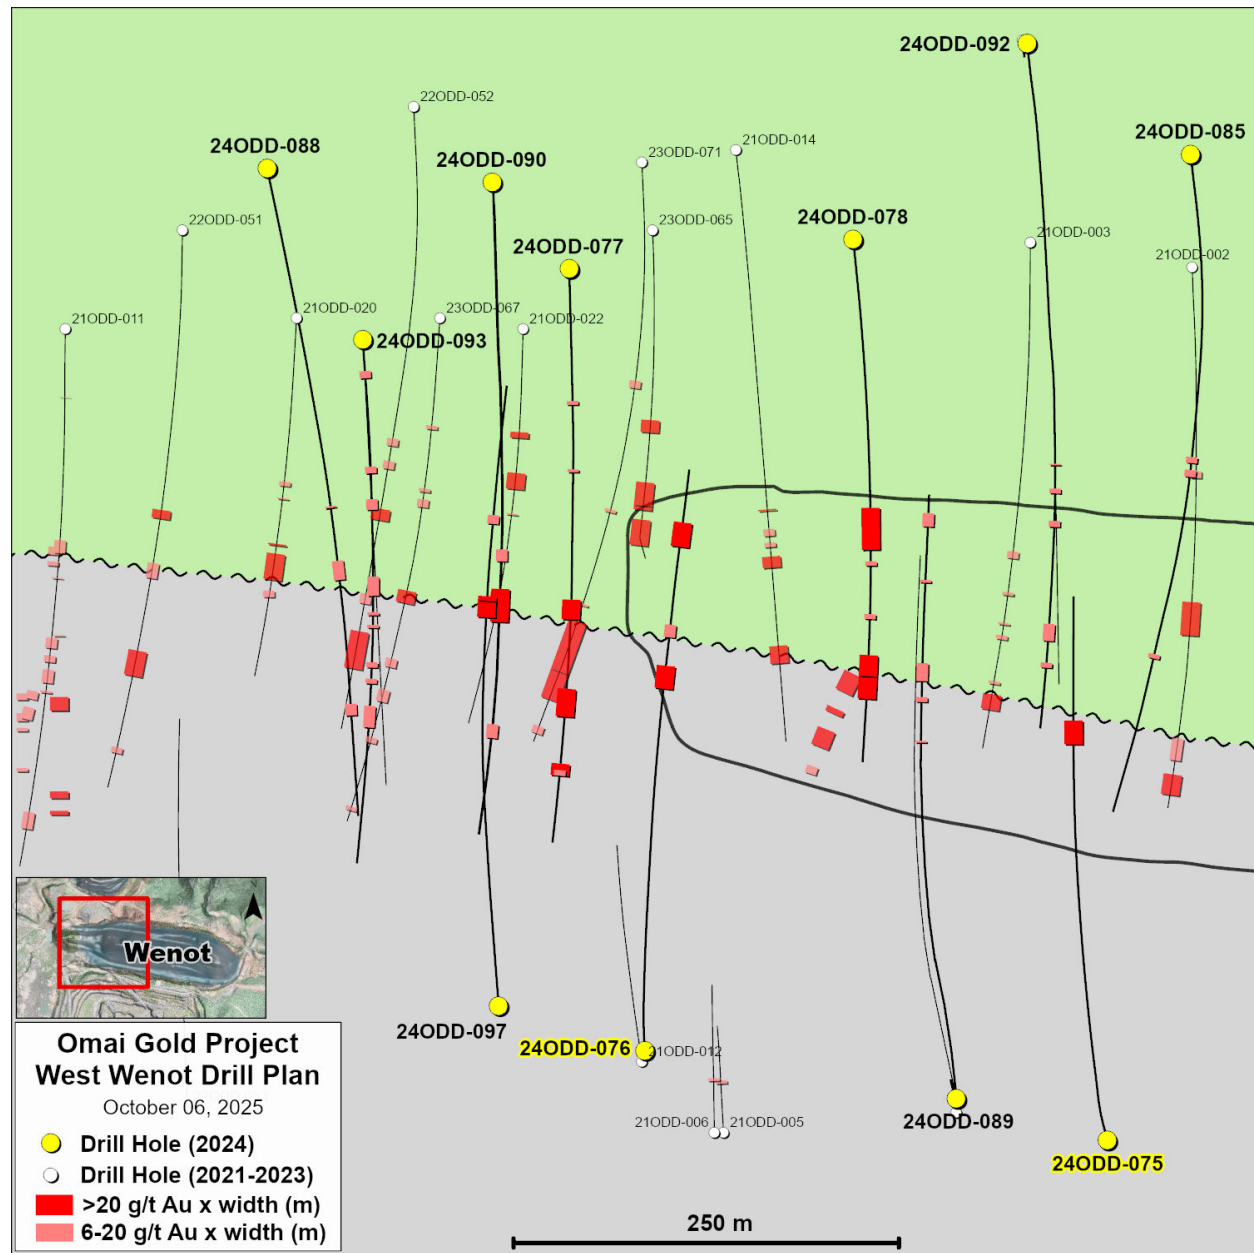 24ODD-092
22ODD-052
24ODD-085
24ODD-088
24ODD-090
23ODD-071
21ODD-014
22ODD-051
23ODD-065
24ODD-078
21ODD-003
24ODD-077
21ODD-002
21ODD-011
21ODD-020
23ODD-067
21ODD-022
24ODD-093
Wenot
24ODD-097
24ODD-076
21ODD-012
21ODD-006
21ODD-005
24ODD-089
24ODD-075
Omai Gold Project
West Wenot Drill Plan
October 06, 2025
Drill Hole (2024)
Drill Hole (2021-2023)
>20 g/t Au x width (m)
6-20 g/t Au x width (m)
250 m